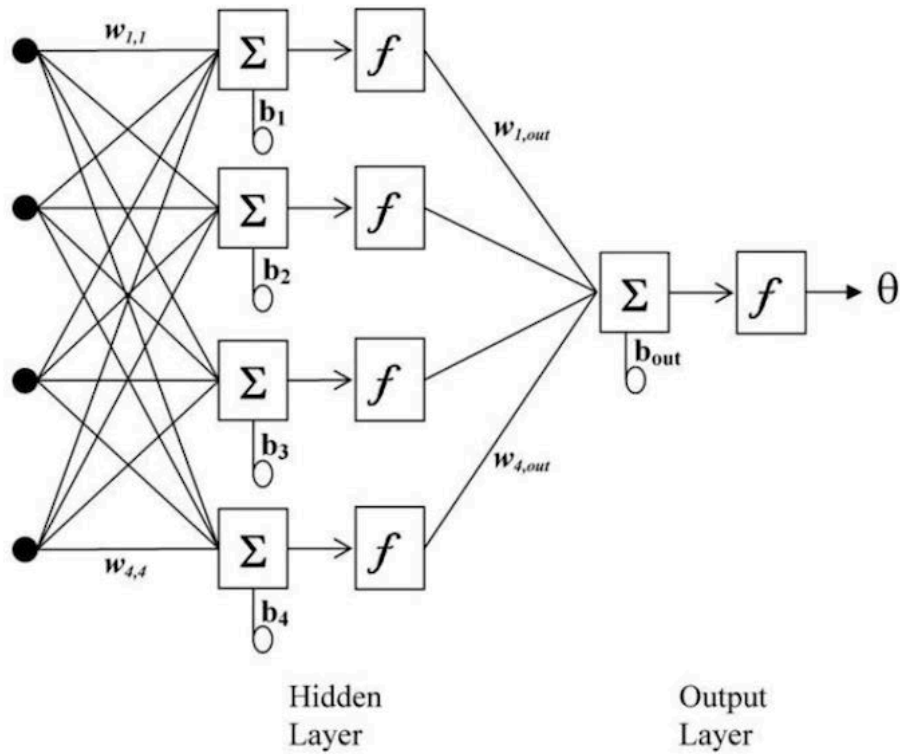 w1,1
Σ
f
b1
w1,out
Σ
f
b2
Σ
f
θ
bout
Σ
f
b3
w4,out
Σ
f
w4,4
b4
Hidden
Layer
Output
Layer